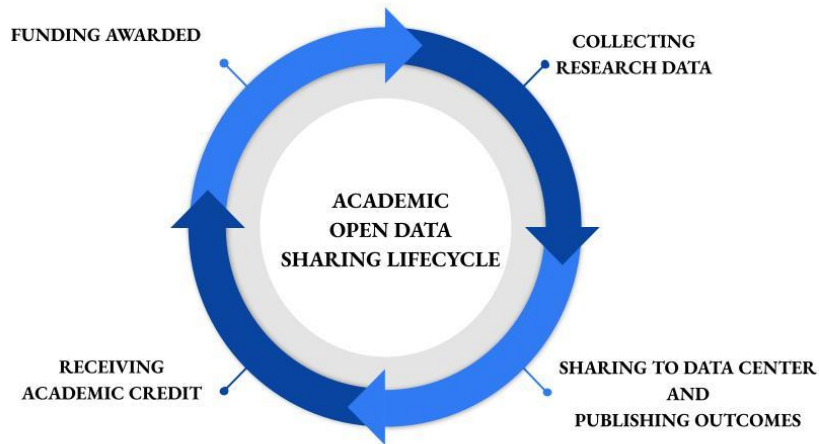 FUNDING AWARDED
COLLECTING
RESEARCH DATA
ACADEMIC
OPEN DATA
SHARING LIFECYCLE
RECEIVING
ACADEMIC CREDIT
SHARING TO DATA CENTER
AND
PUBLISHING OUTCOMES